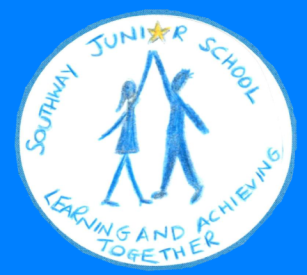 SOUTHWAY JUNIOR SCHOOL
LEARNING AND ACHIEVING
TOGETHER